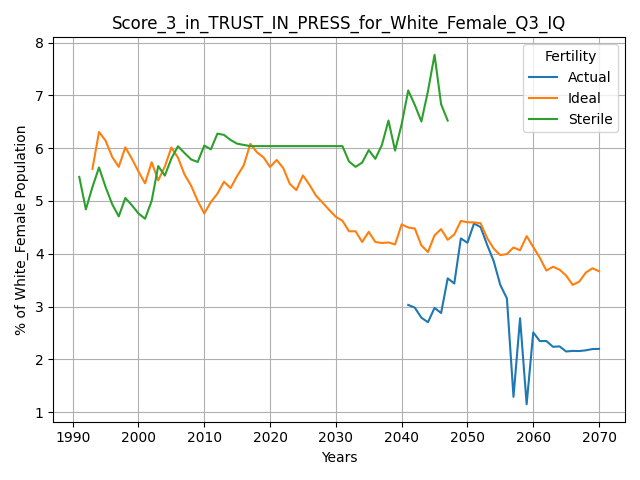 Score_3_in_TRUST_IN_PRESS_for_White_Female_Q3_IQ
% of White_Female Population
8
7
6
5
4
3
2
1
Fertility
Actual
Ideal
Sterile
1990 2000 2010 2020 2030 2040 2050 2060 2070
Years